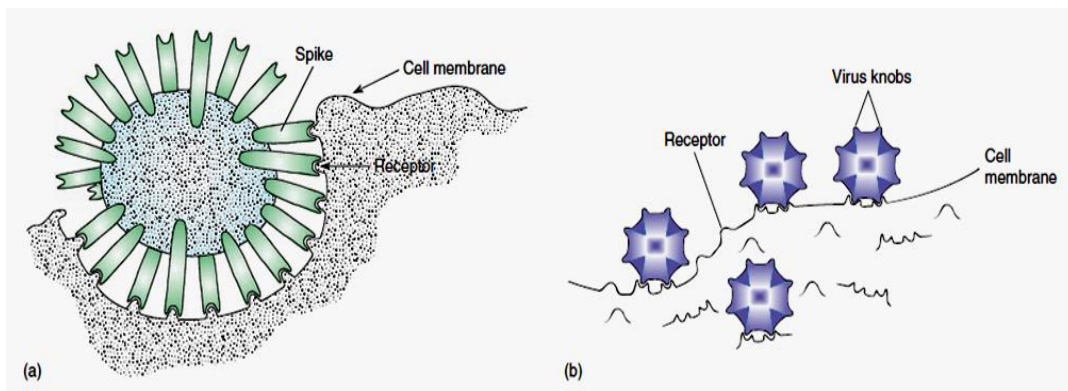 Spike
Cell membrane
Receptor
(a)
Virus knobs
Receptor
Cell
membrane
(b)